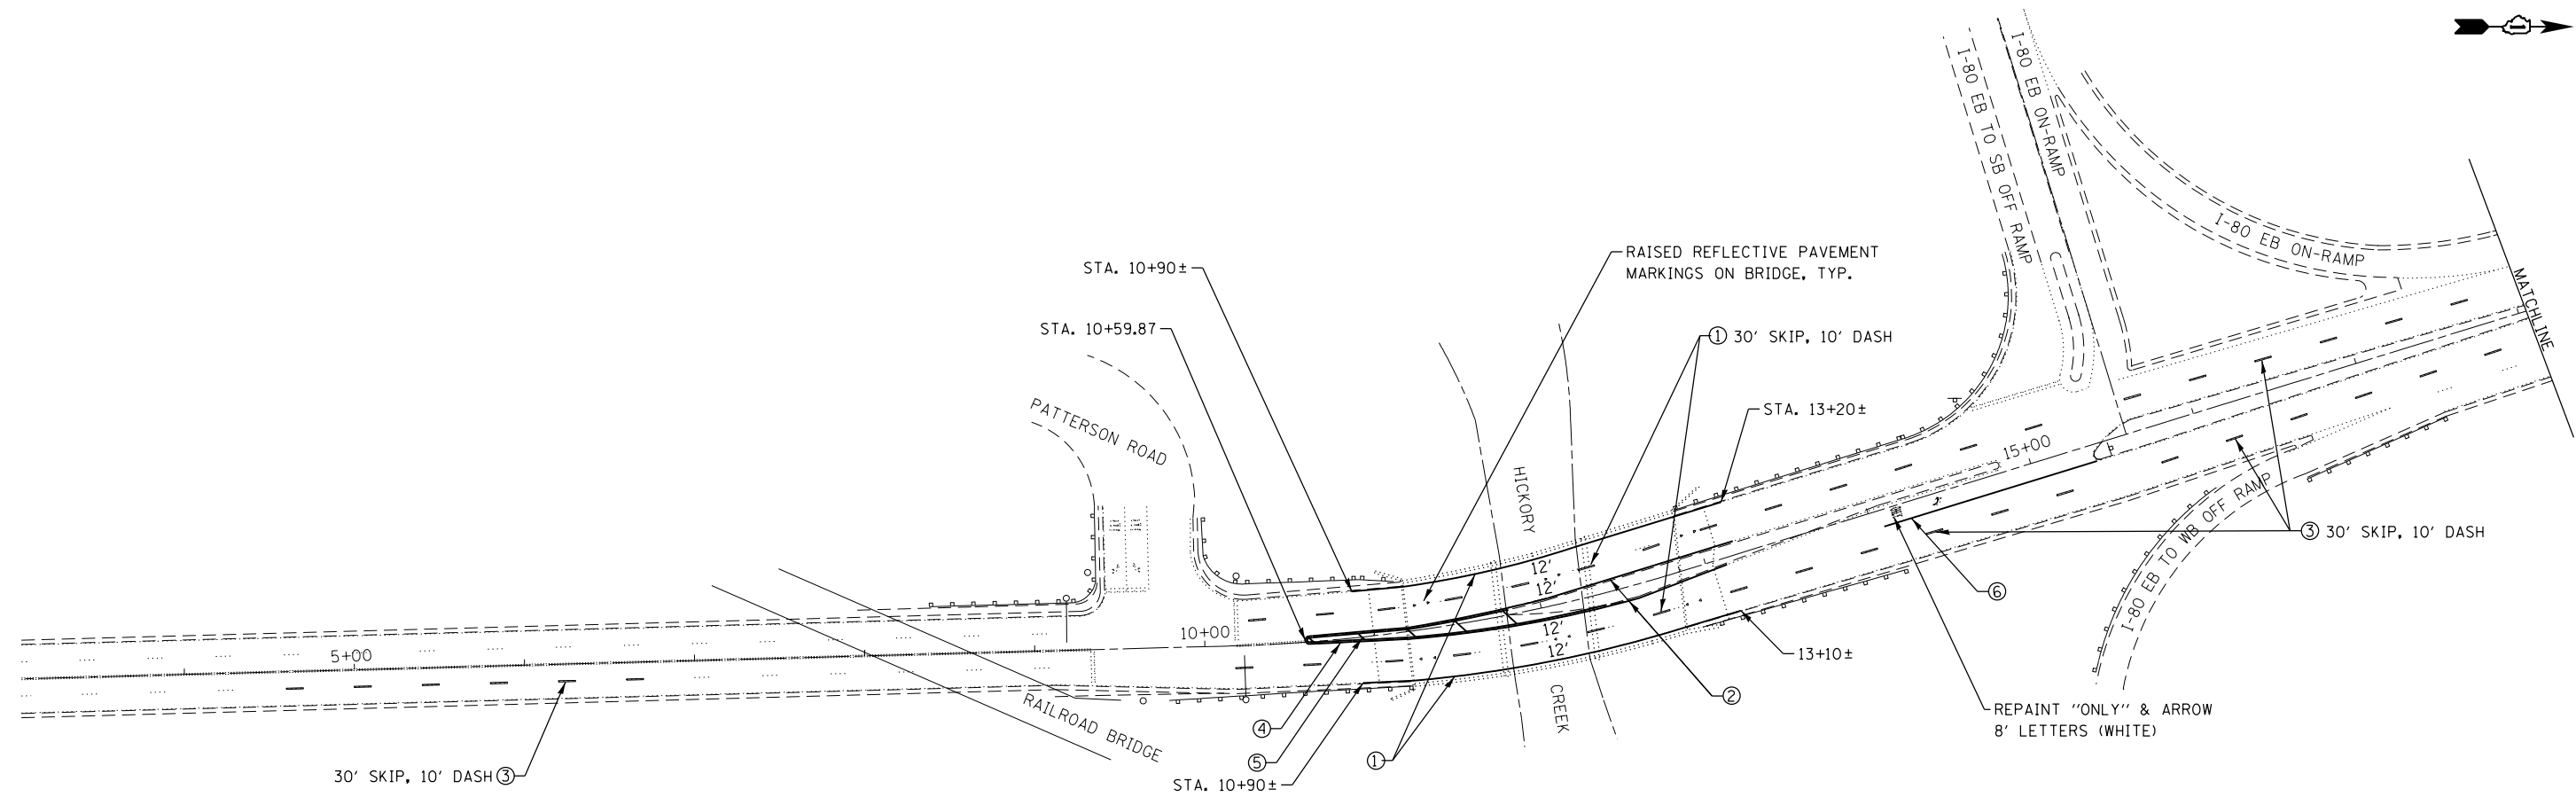 I-80 EB TO SB OFF RAMP
I-80 EB ON-RAMP
I-80 EB ON-RAMP
MATCHLINE
STA. 10+90±
RAISED REFLECTIVE PAVEMENT
MARKINGS ON BRIDGE, TYP.
STA. 10+59.87
① 30' SKIP, 10' DASH
PATTERSON ROAD
STA. 13+20±
15+00
HICKORY
CREEK
③ 30' SKIP, 10' DASH
I-80 EB TO WB OFF RAMP
12'
12'
12'
12'
⑥
10+00
5+00
13+10±
②
RAILROAD BRIDGE
REPAINT "ONLY" & ARROW
8' LETTERS (WHITE)
④
⑤
①
30' SKIP, 10' DASH ③
STA. 10+90±